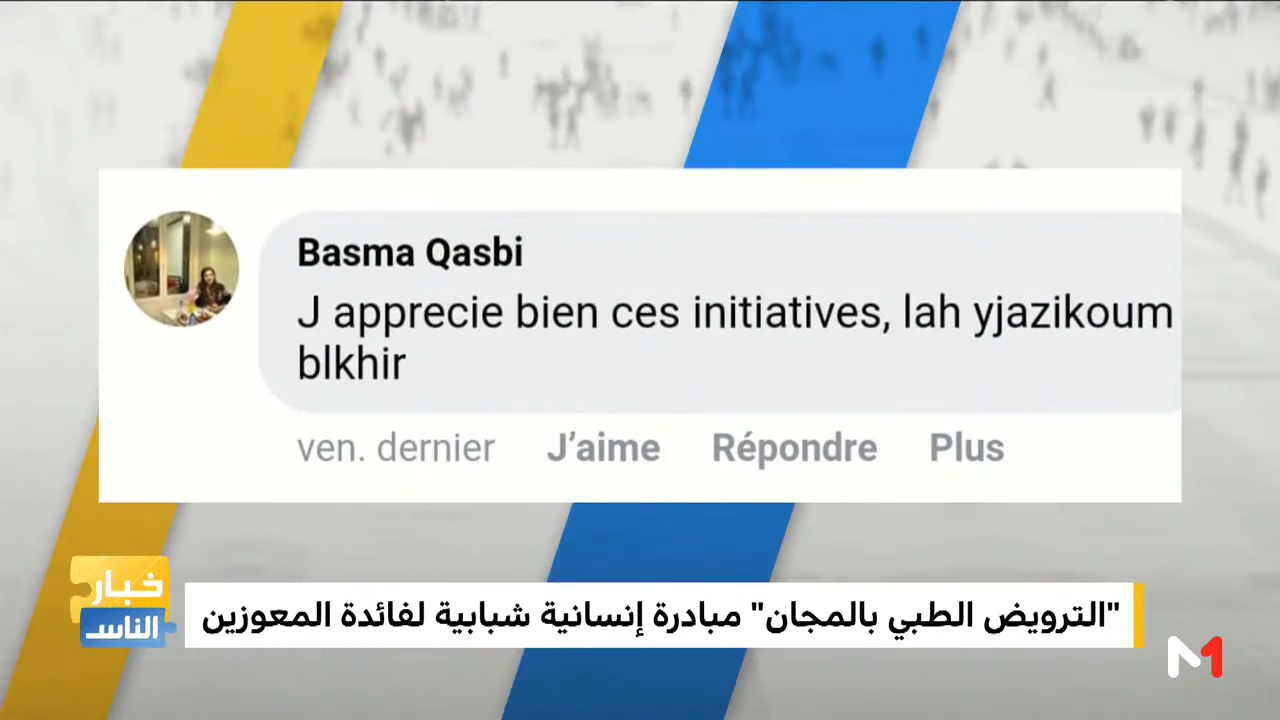 Basma Qasbi
J apprecie bien ces initiatives, lah yjazikoum
blkhir
ven. dernier J’aime Répondre Plus
خبار
الناس
"الترويض الطبي بالمجان" مبادرة إنسانية شبابية لفائدة المعوزين
M1